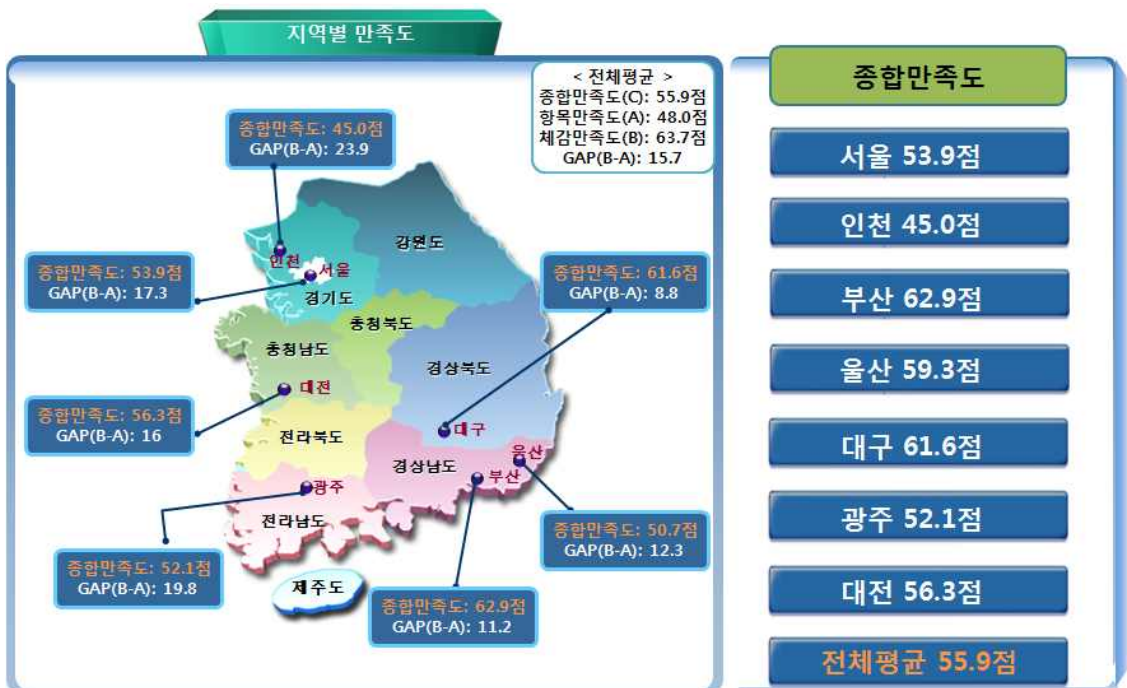 지역별 만족도
< 전체평균 >
종합만족도(C): 55.9점
항목만족도(A): 48.0점
체감만족도(B): 63.7점
GAP(B-A): 15.7
종합만족도: 45.0점
GAP(B-A): 23.9
종합만족도: 53.9점
GAP(B-A): 17.3
종합만족도: 61.6점
GAP(B-A): 8.8
종합만족도: 56.3점
GAP(B-A): 16
종합만족도: 50.7점
GAP(B-A): 12.3
종합만족도: 52.1점
GAP(B-A): 19.8
종합만족도: 62.9점
GAP(B-A): 11.2
강원도
인천
서울
경기도
충청북도
충청남도
경상북도
대전
대구
전라북도
경상남도
울산
부산
광주
전라남도
제주도
종합만족도
서울 53.9점
인천 45.0점
부산 62.9점
울산 59.3점
대구 61.6점
광주 52.1점
대전 56.3점
전체평균 55.9점